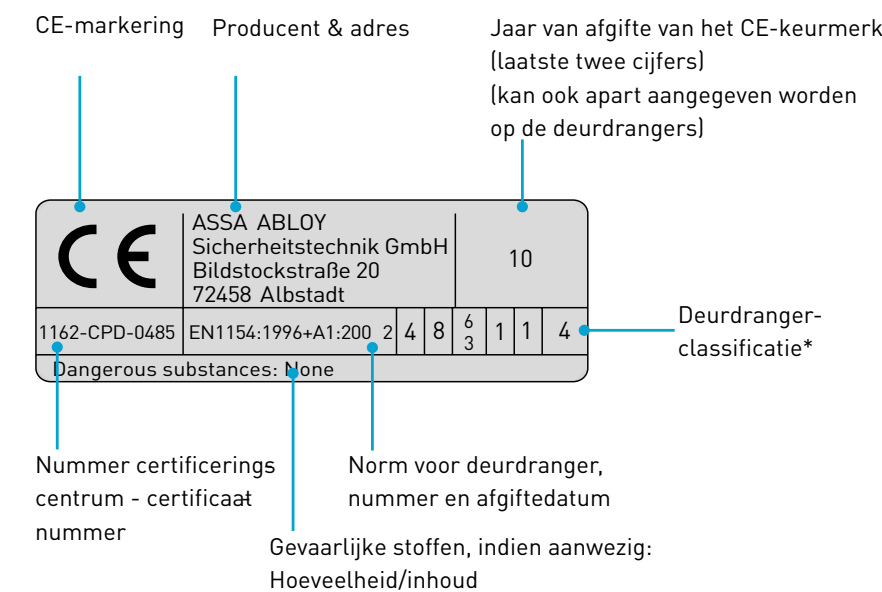 CE-markering
Producent & adres
Jaar van afgifte van het CE-keurmerk
(laatste twee cijfers)
(kan ook apart aangegeven worden
op de deurdrangers)
CE
ASSA ABLOY
Sicherheitstechnik GmbH
Bildstockstraße 20
72458 Albstadt
10
1162-CPD-0485
EN1154:1996+A1:200 2
4
8
6
3
1
1
4
Dangerous substances: None
Deurdranger-
classificatie*
Nummer certificerings
centrum - certificaat
nummer
Norm voor deurdranger,
nummer en afgiftedatum
Gevaarlijke stoffen, indien aanwezig:
Hoeveelheid/inhoud